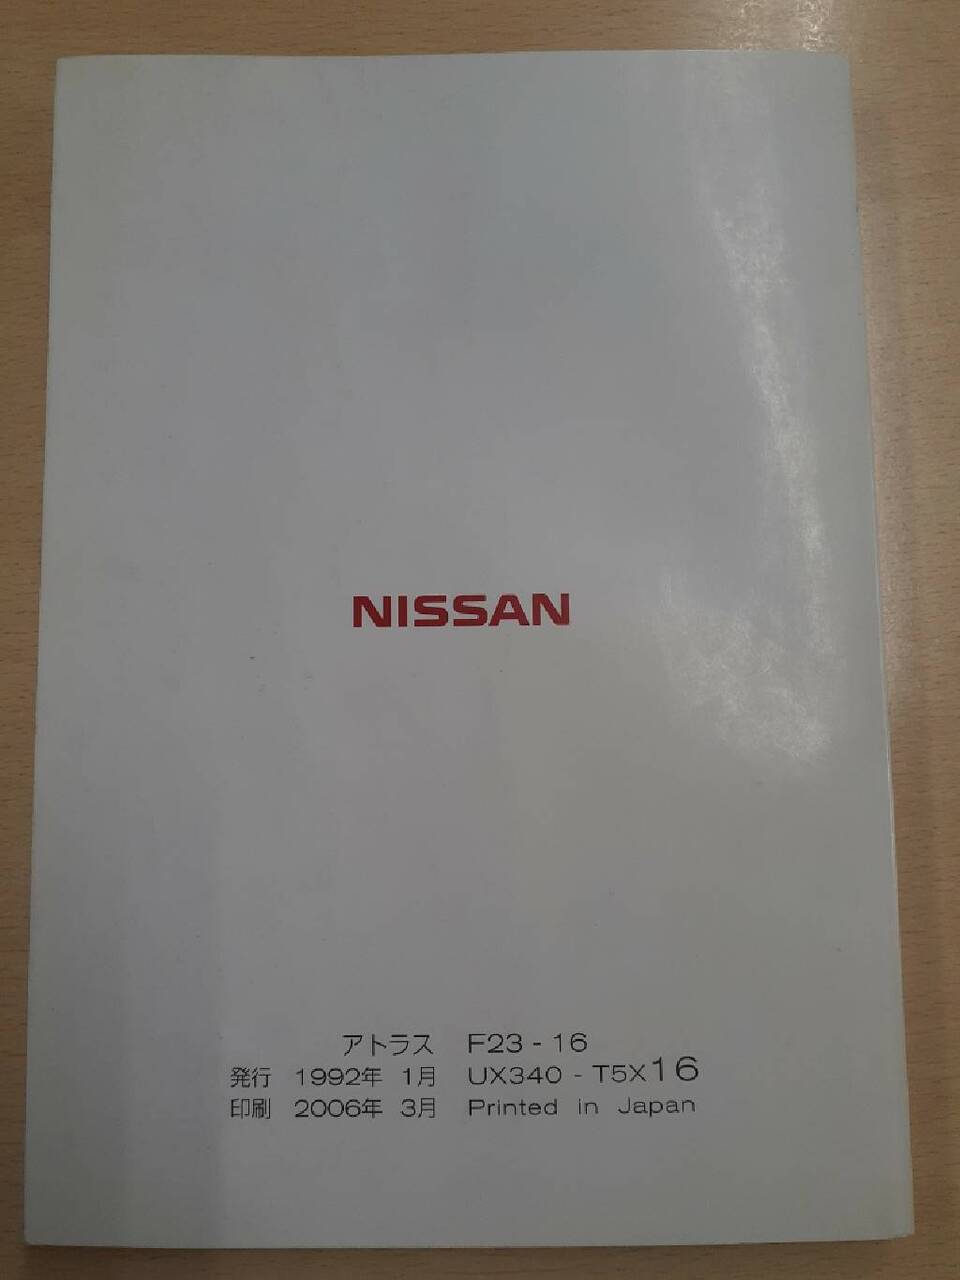 NISSAN
アトラス F23 - 16
発行 1992年 1月 UX340 - T5X16
印刷 2006年 3月 Printed in Japan